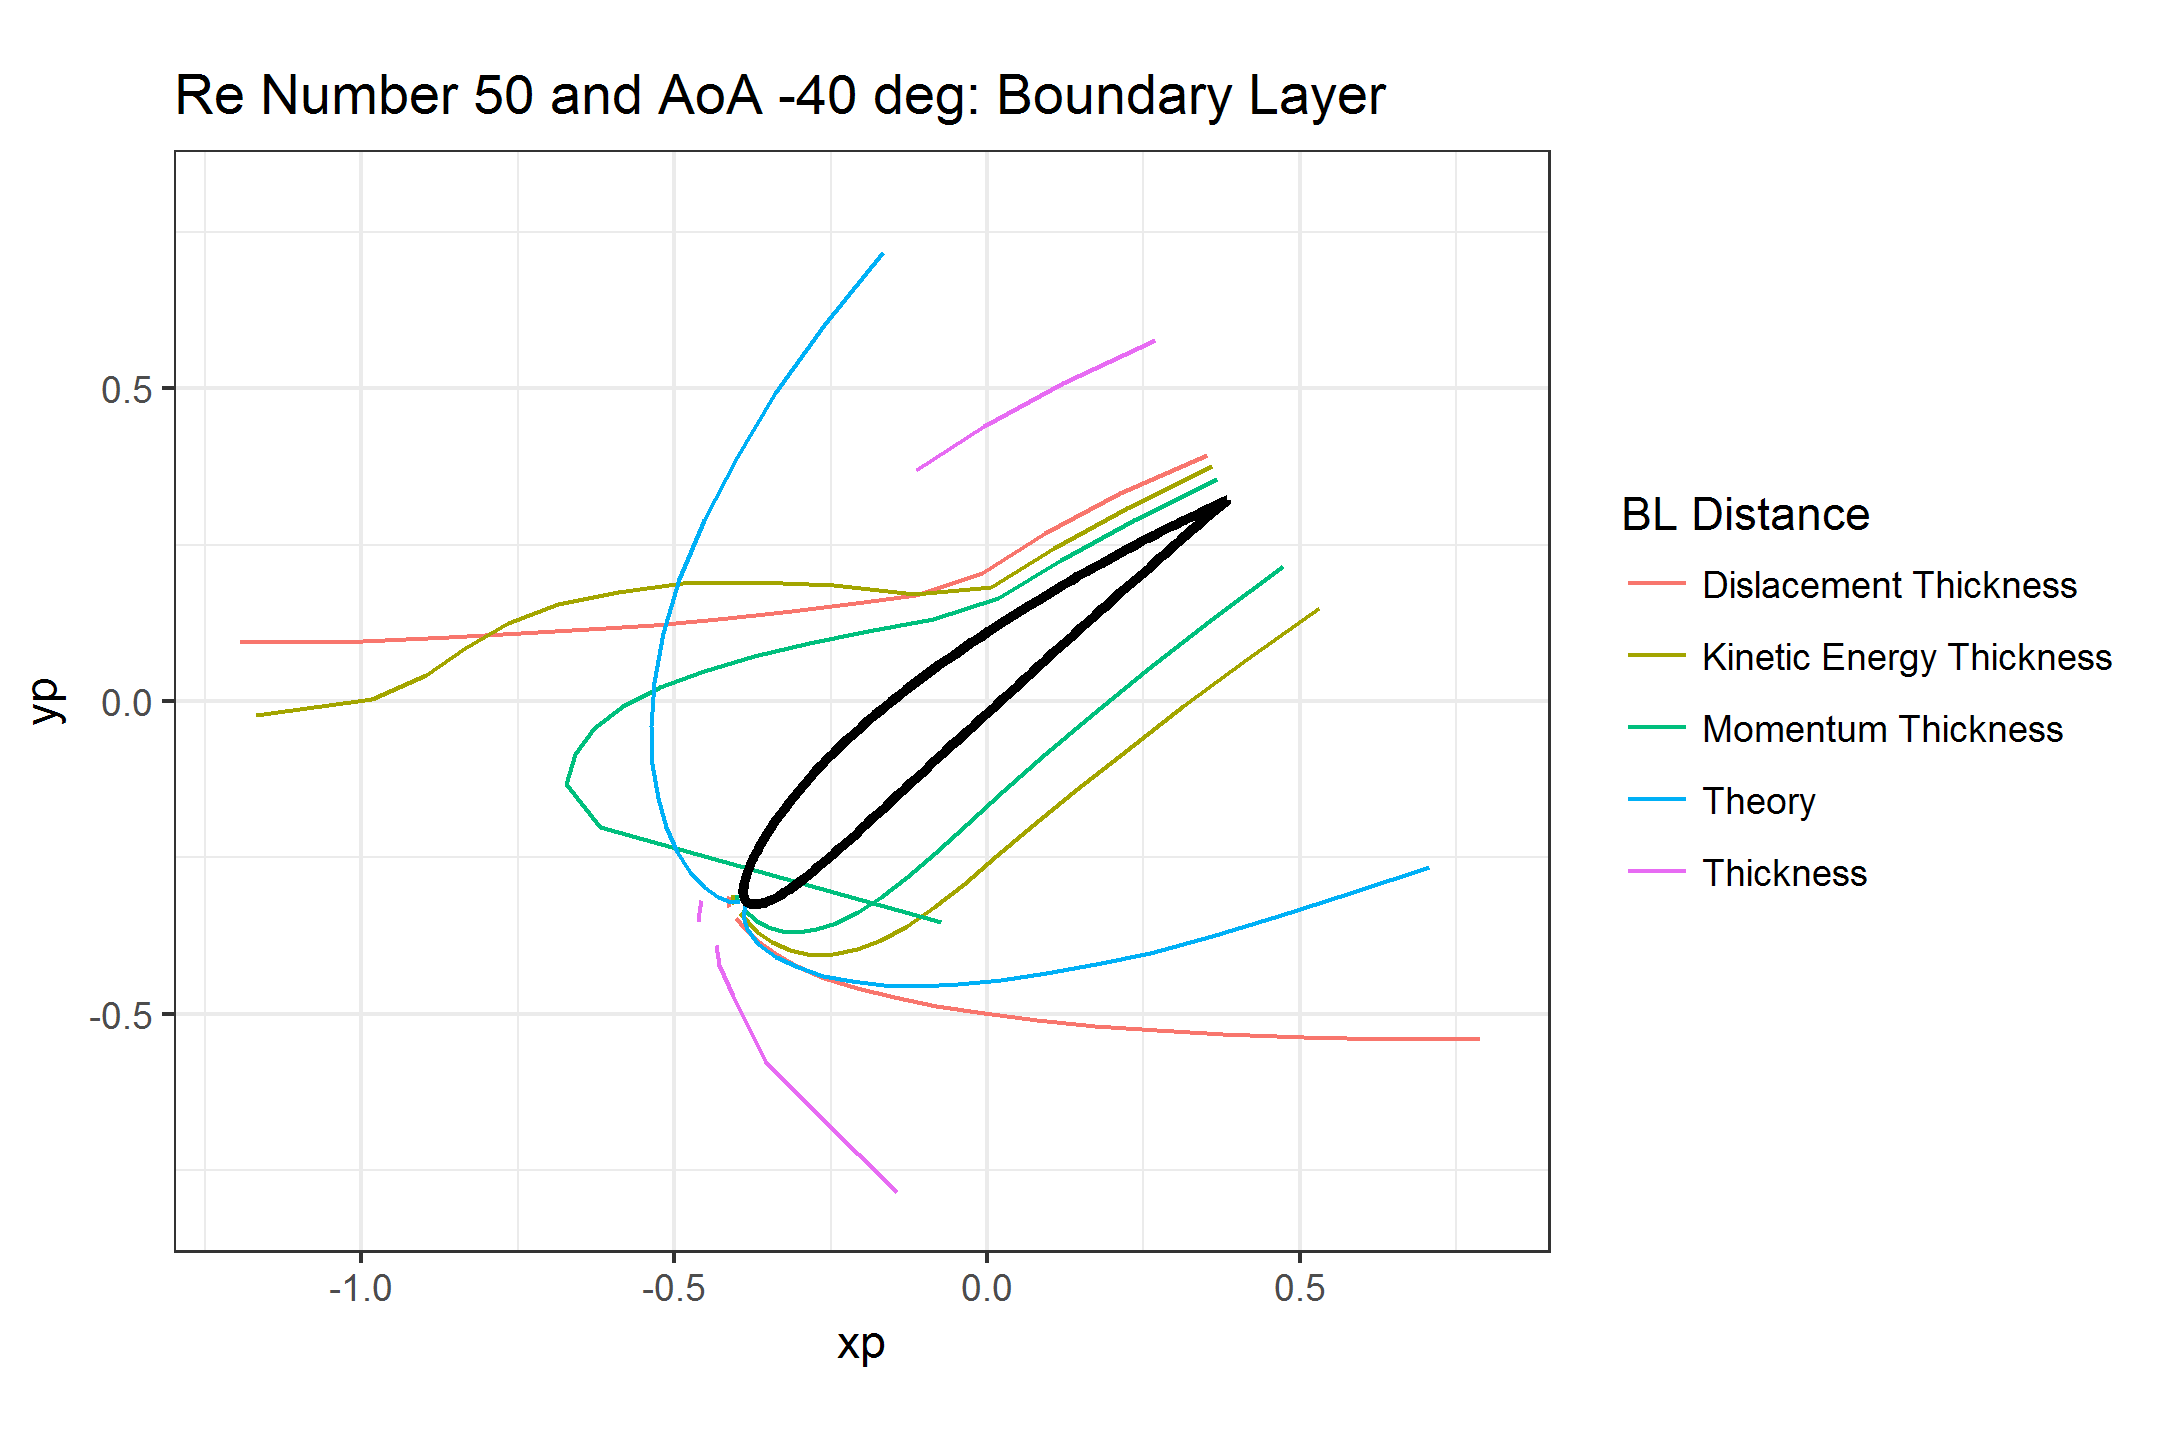 Re Number 50 and AoA -40 deg: Boundary Layer
yp
0.5
0.0
-0.5
-1.0 -0.5 0.0 0.5
xp
BL Distance
Dislacement Thickness
Kinetic Energy Thickness
Momentum Thickness
Theory
Thickness